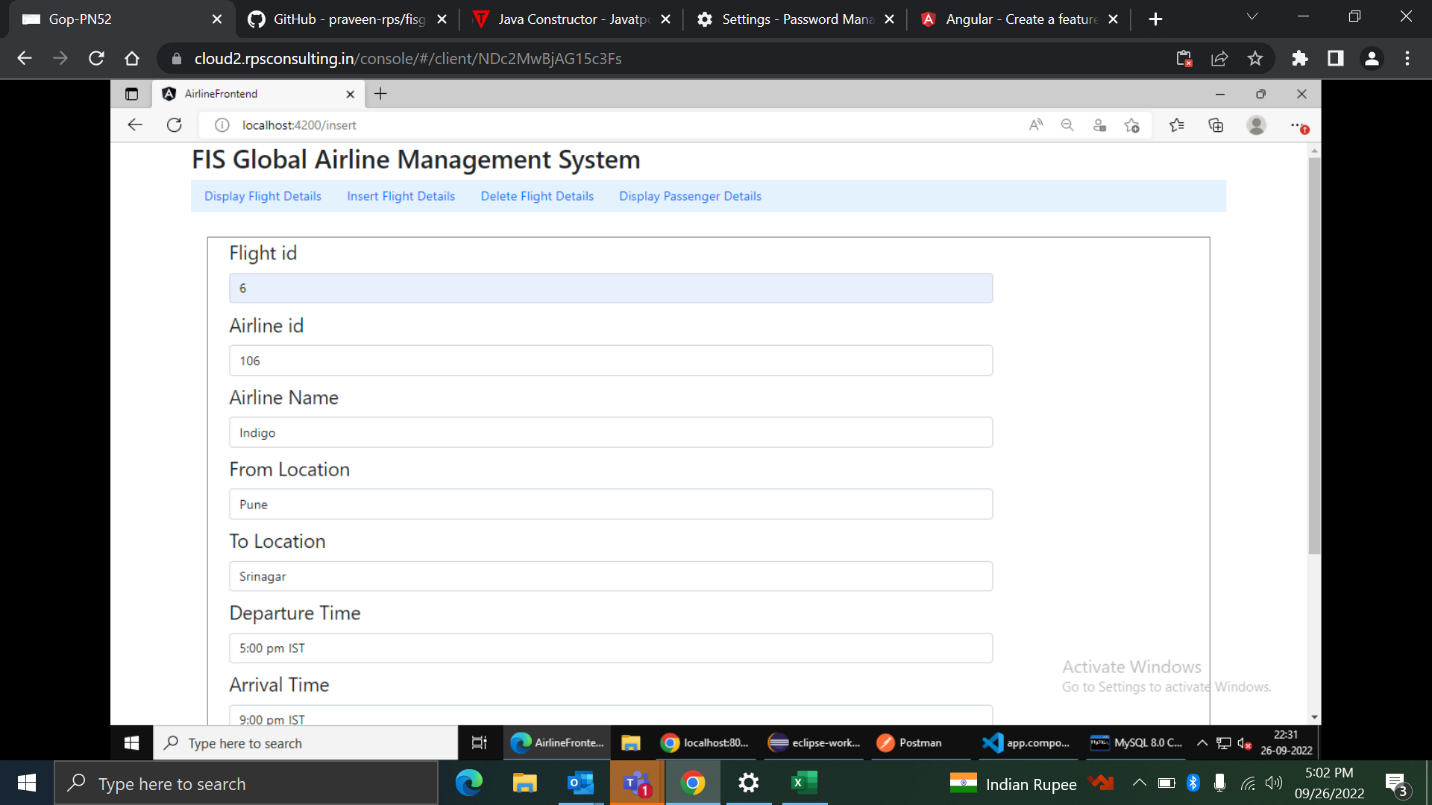 Gop-PN52
GitHub - praveen-rps/fisg
Java Constructor - Javatpo
Settings - Password Mana
Angular - Create a feature
cloud2.rpsconsulting.in/console/#/client/NDc2MwBjAG15c3Fs
AirlineFrontend
localhost:4200/insert
FIS Global Airline Management System
Display Flight Details
Insert Flight Details
Delete Flight Details
Display Passenger Details
Flight id
6
Airline id
106
Airline Name
Indigo
From Location
Pune
To Location
Srinagar
Departure Time
5:00 pm IST
Arrival Time
9:00 pm IST
Activate Windows
Go to Settings to activate Windows.
Type here to search
AirlineFronte...
localhost:80...
eclipse-work...
Postman
app.compo...
MySQL 8.0 C...
22:31
26-09-2022
Type here to search
1
Indian Rupee
5:02 PM
09/26/2022
3